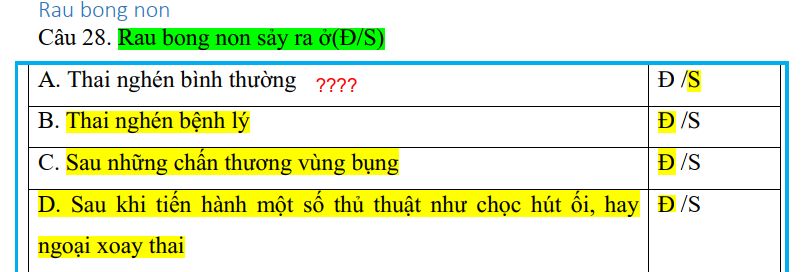 Rau bong non
Câu 28. Rau bong non sảy ra ở(Đ/S)
A. Thai nghén bình thường ???? Đ /S
B. Thai nghén bệnh lý Đ /S
C. Sau những chấn thương vùng bụng Đ /S
D. Sau khi tiến hành một số thủ thuật như chọc hút ối, hay Đ /S
ngoại xoay thai